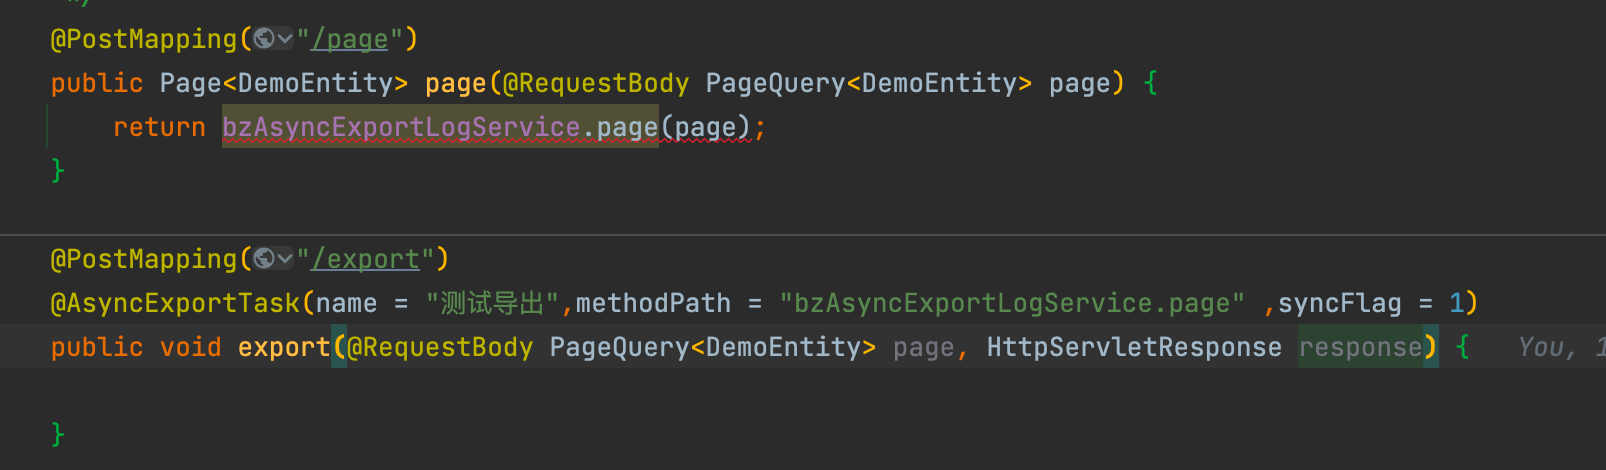 */
@PostMapping("/page")
public Page<DemoEntity> page(@RequestBody PageQuery<DemoEntity> page) {
return bzAsyncExportLogService.page(page);
}
@PostMapping("/export")
@AsyncExportTask(name = "测试导出",methodPath = "bzAsyncExportLogService.page" ,syncFlag = 1)
public void export(@RequestBody PageQuery<DemoEntity> page, HttpServletResponse response) { You, 1
}